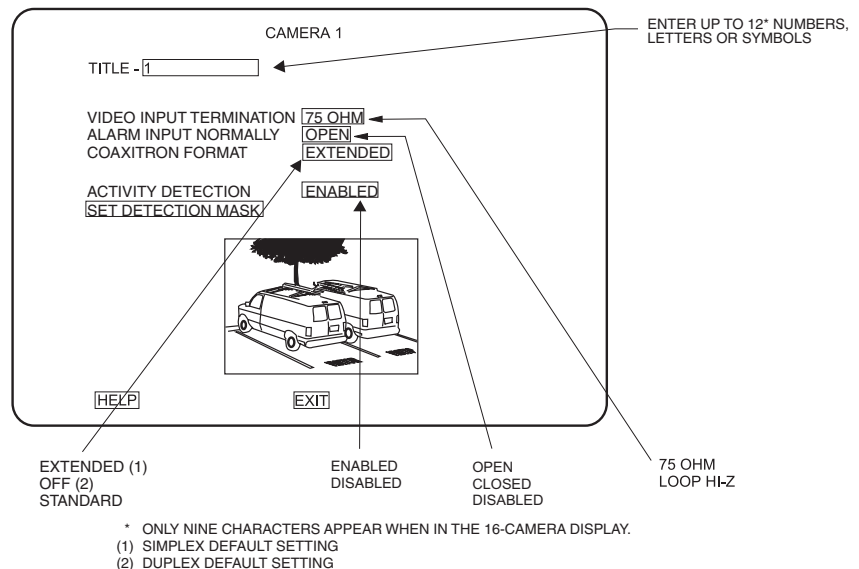 CAMERA 1
ENTER UP TO 12* NUMBERS,
LETTERS OR SYMBOLS
TITLE - 1
VIDEO INPUT TERMINATION 75 OHM
ALARM INPUT NORMALLY OPEN
COAXITRON FORMAT EXTENDED
ACTIVITY DETECTION ENABLED
SET DETECTION MASK
HELP EXIT
EXTENDED (1)
OFF (2)
STANDARD
ENABLED
DISABLED
OPEN
CLOSED
DISABLED
75 OHM
LOOP HI-Z
* ONLY NINE CHARACTERS APPEAR WHEN IN THE 16-CAMERA DISPLAY.
(1) SIMPLEX DEFAULT SETTING
(2) DUPLEX DEFAULT SETTING